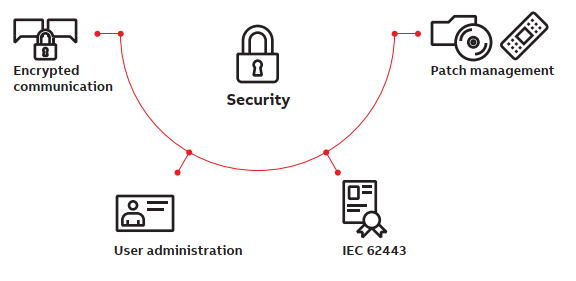 Encrypted
communication
Security
Patch management
User administration
IEC 62443